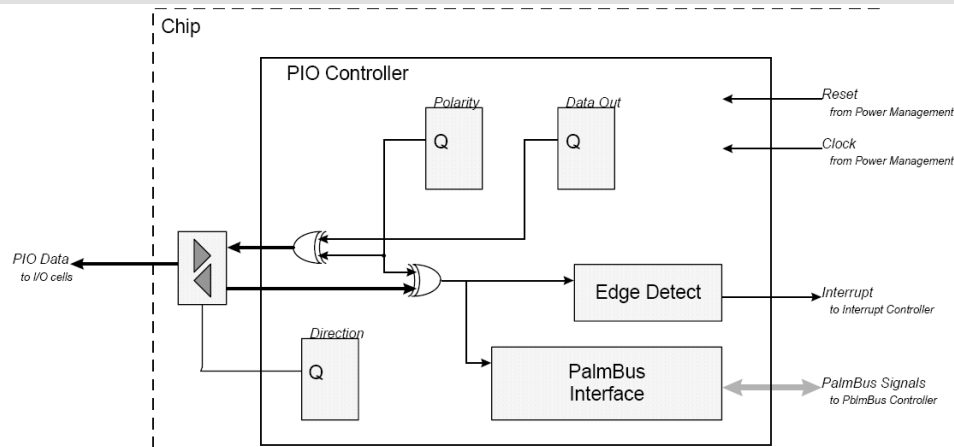 Chip
PIO Controller
Polarity
Data Out
Reset
from Power Management
Q
Q
Clock
from Power Management
PIO Data
to I/O cells
Edge Detect
Interrupt
to Interrupt Controller
Direction
Q
PalmBus
Interface
PalmBus Signals
to PblmBus Controller